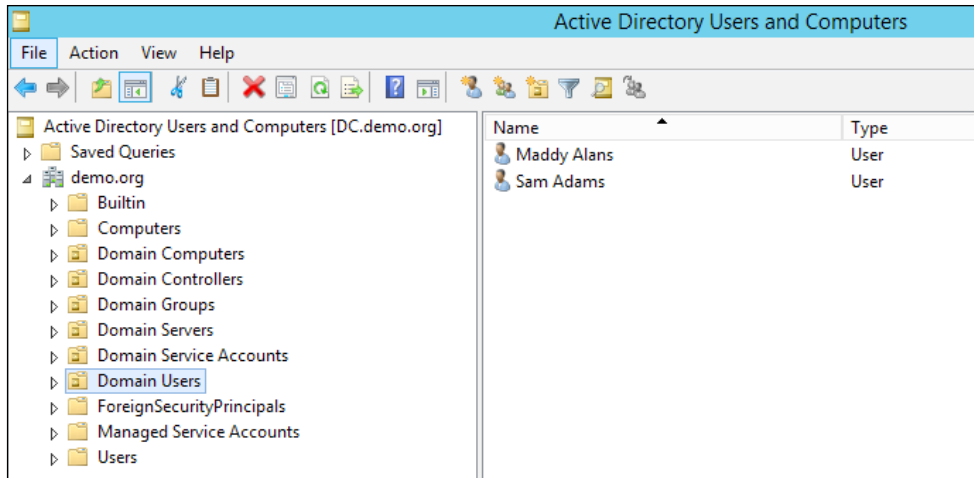 Active Directory Users and Computers
File Action View Help
Active Directory Users and Computers [DC.demo.org]
Saved Queries
demo.org
Builtin
Computers
Domain Computers
Domain Controllers
Domain Groups
Domain Servers
Domain Service Accounts
Domain Users
ForeignSecurityPrincipals
Managed Service Accounts
Users
Name Type
Maddy Alans User
Sam Adams User